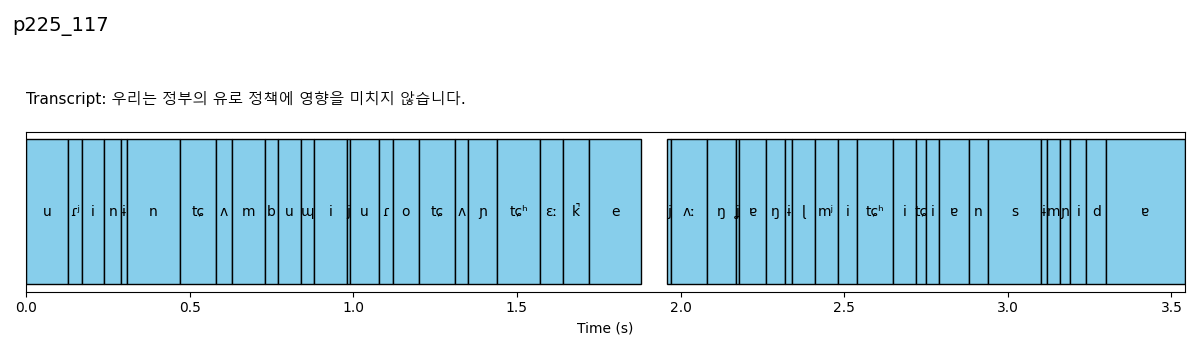 p225_117
Transcript: 우리는 정부의 유로 정책에 영향을 미치지 않습니다.
u ɾʲ i n ɨ n tɕ ʌ m b u ɰ i j u ɾ o tɕ ʌ ɲ tɕʰ ɛː k̚ e j ʌː ŋ ʝ ɐ ŋ ɨ ɭ mʲ i tɕʰ i tɕ i ɐ n s ɨ m ɲ i d ɐ
0.0 0.5 1.0 1.5 2.0 2.5 3.0 3.5
Time (s)